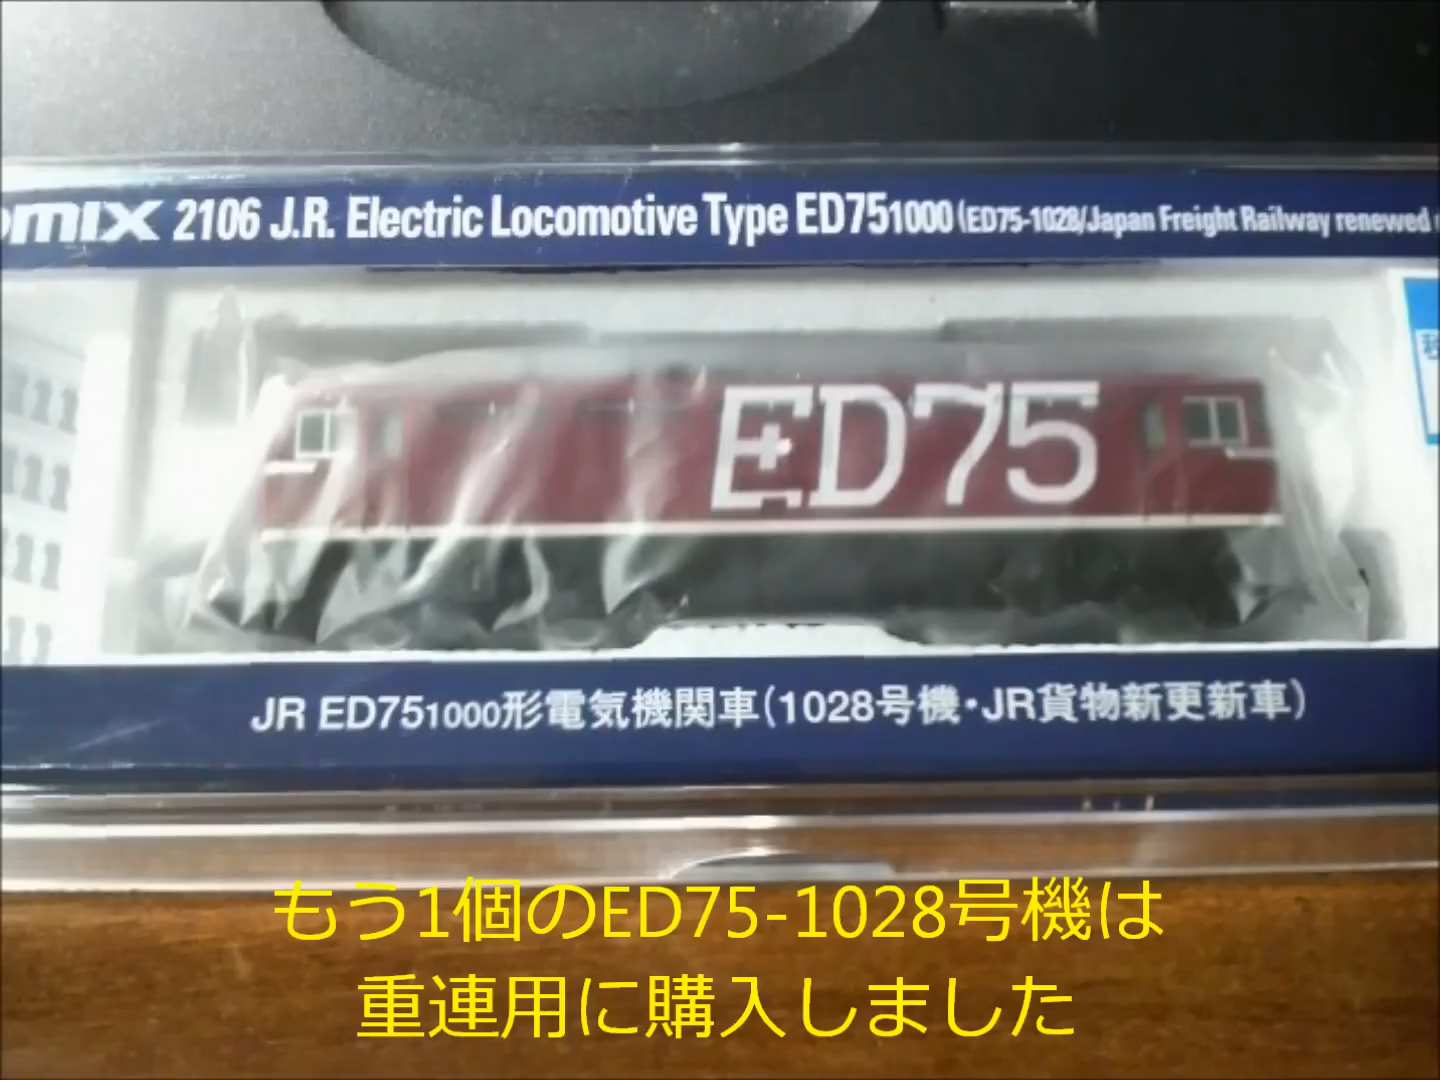 omix 2106 J.R. Electric Locomotive Type ED751000 (ED75-1028/Japan Freight Railway renewed
ED75
JR ED751000形電気機関車(1028号機・JR貨物新更新車)
もう1個のED75-1028号機は
重連用に購入しました